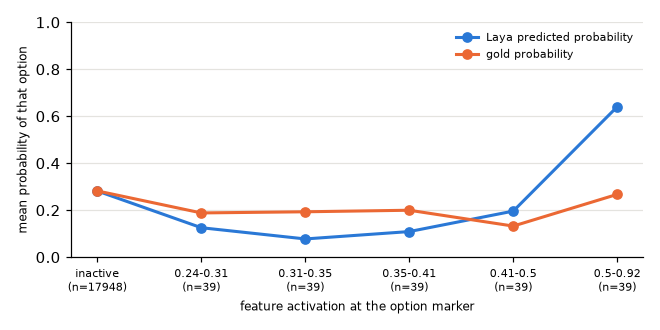 Laya predicted probability
gold probability
mean probability of that option
1.0
0.8
0.6
0.4
0.2
0.0
inactive
(n=17948)
0.24-0.31
(n=39)
0.31-0.35
(n=39)
0.35-0.41
(n=39)
0.41-0.5
(n=39)
0.5-0.92
(n=39)
feature activation at the option marker